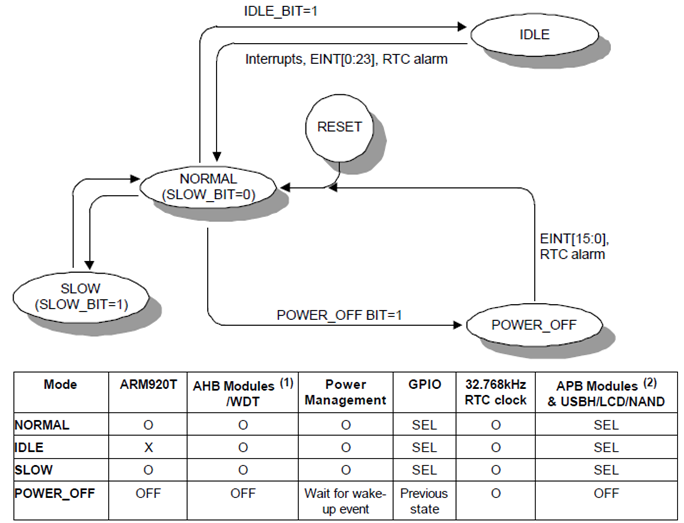 IDLE_BIT=1
IDLE
Interrupts, EINT[0:23], RTC alarm
RESET
NORMAL
(SLOW_BIT=0)
EINT[15:0],
RTC alarm
SLOW
(SLOW_BIT=1)
POWER_OFF BIT=1
POWER_OFF
Mode ARM920T AHB Modules (1) /WDT Power Management GPIO 32.768kHz RTC clock APB Modules (2) & USBH/LCD/NAND
NORMAL O O O SEL O SEL
IDLE X O O SEL O SEL
SLOW O O O SEL O SEL
POWER_OFF OFF OFF Wait for wake-up event Previous state O OFF